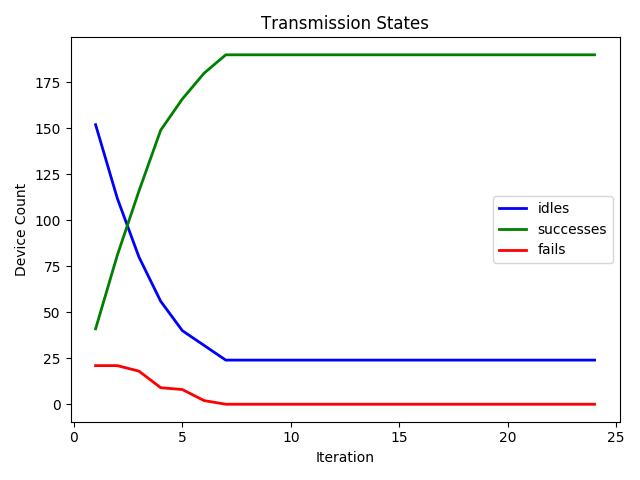 Transmission States
Device Count
175
150
125
100
75
50
25
0
idles
successes
fails
0 5 10 15 20 25
Iteration